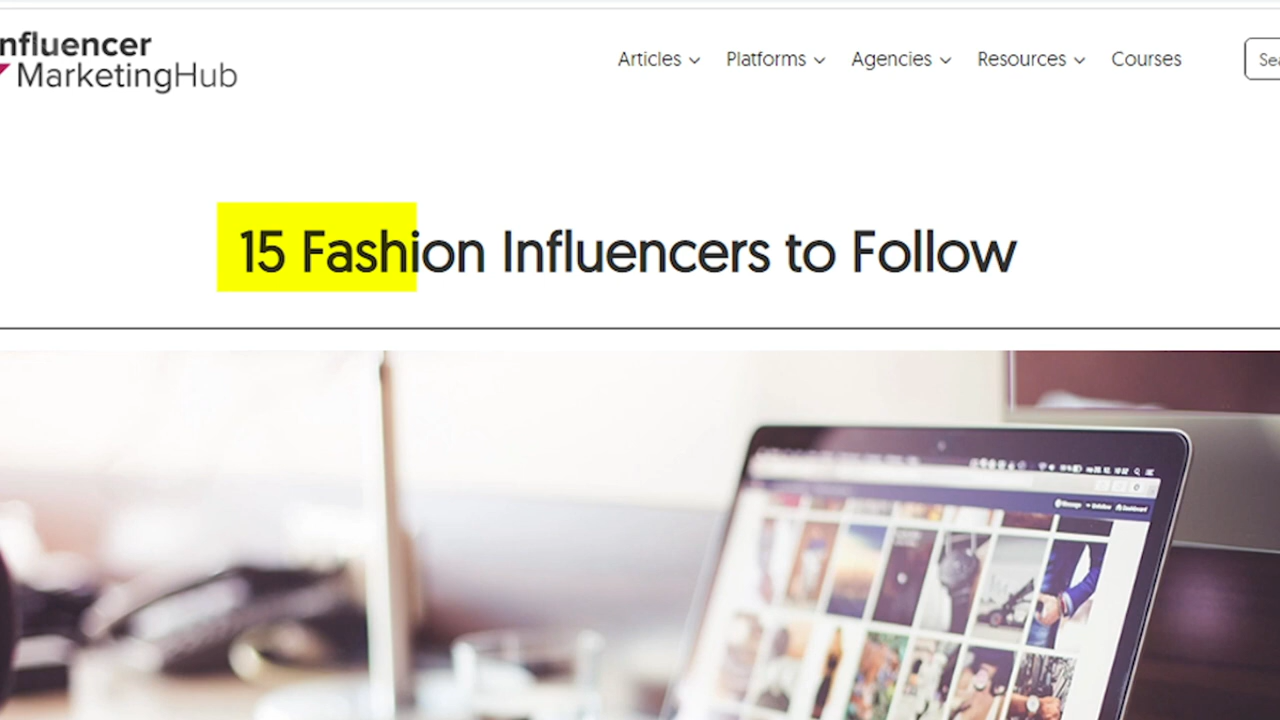 nfluencer
MarketingHub
Articles
Platforms
Agencies
Resources
Courses
Sea
15 Fashion Influencers to Follow